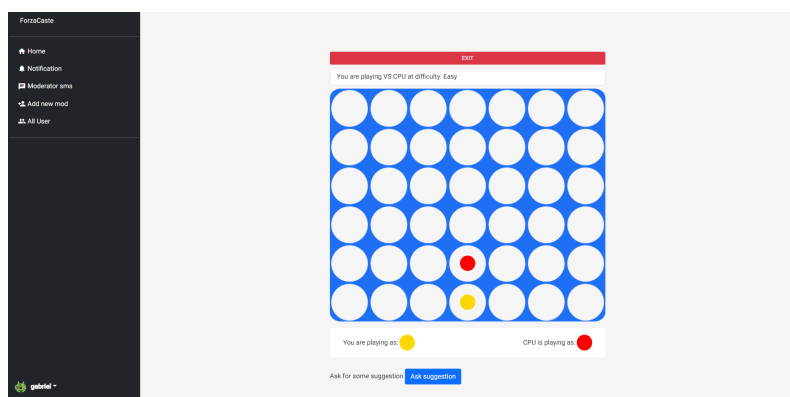 ForzaCaste
Home
Notification
Moderator sms
Add new mod
All User
gabriel
EXIT
You are playing VS CPU at difficulty: Easy
You are playing as:
CPU is playing as:
Ask for some suggestion Ask suggestion